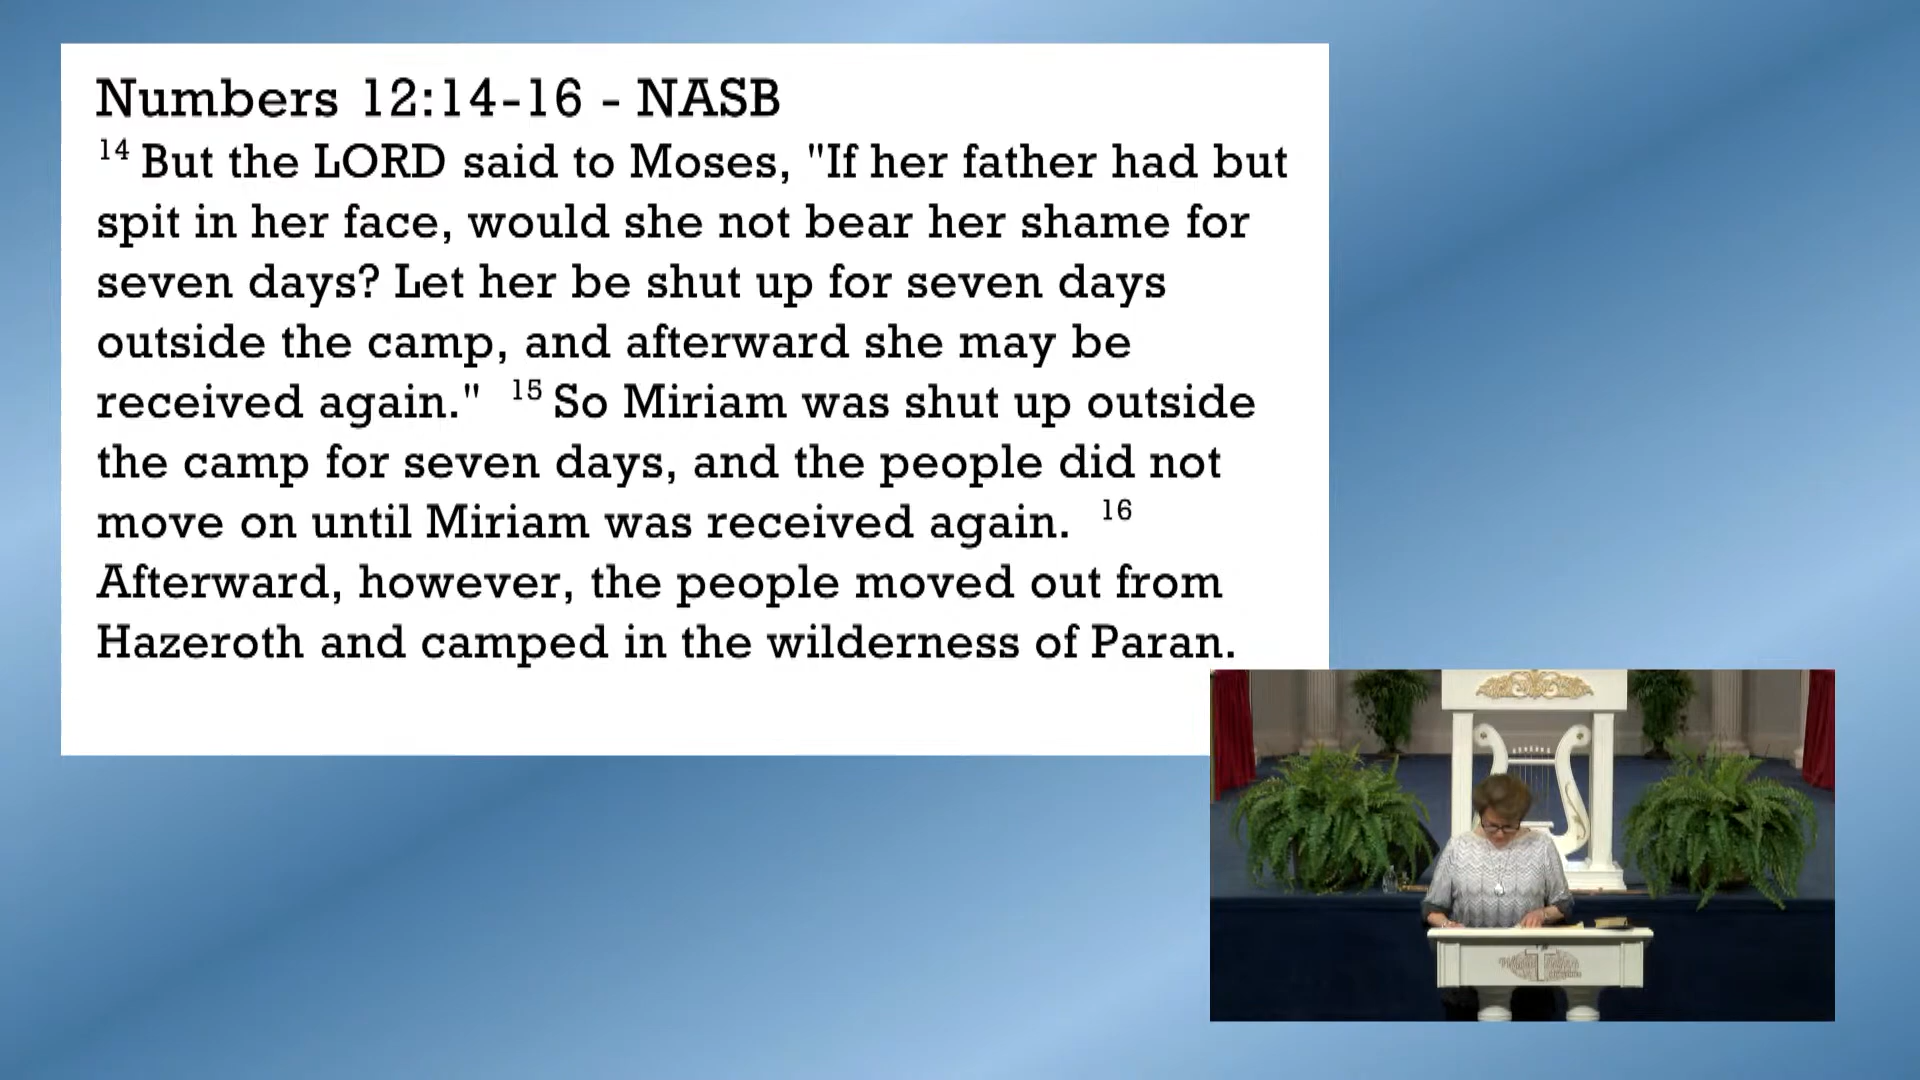 Numbers 12:14-16 - NASB
14 But the LORD said to Moses, "If her father had but
spit in her face, would she not bear her shame for
seven days? Let her be shut up for seven days
outside the camp, and afterward she may be
received again." 15 So Miriam was shut up outside
the camp for seven days, and the people did not
move on until Miriam was received again. 16
Afterward, however, the people moved out from
Hazeroth and camped in the wilderness of Paran.